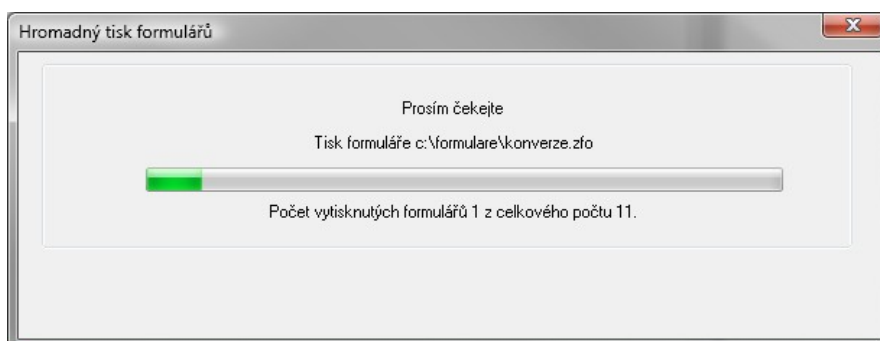 Hromadný tisk formulářů
Prosím čekejte
Tisk formuláře c:\formulare\konverze.zfo
Počet vytisknutých formulářů 1 z celkového počtu 11.